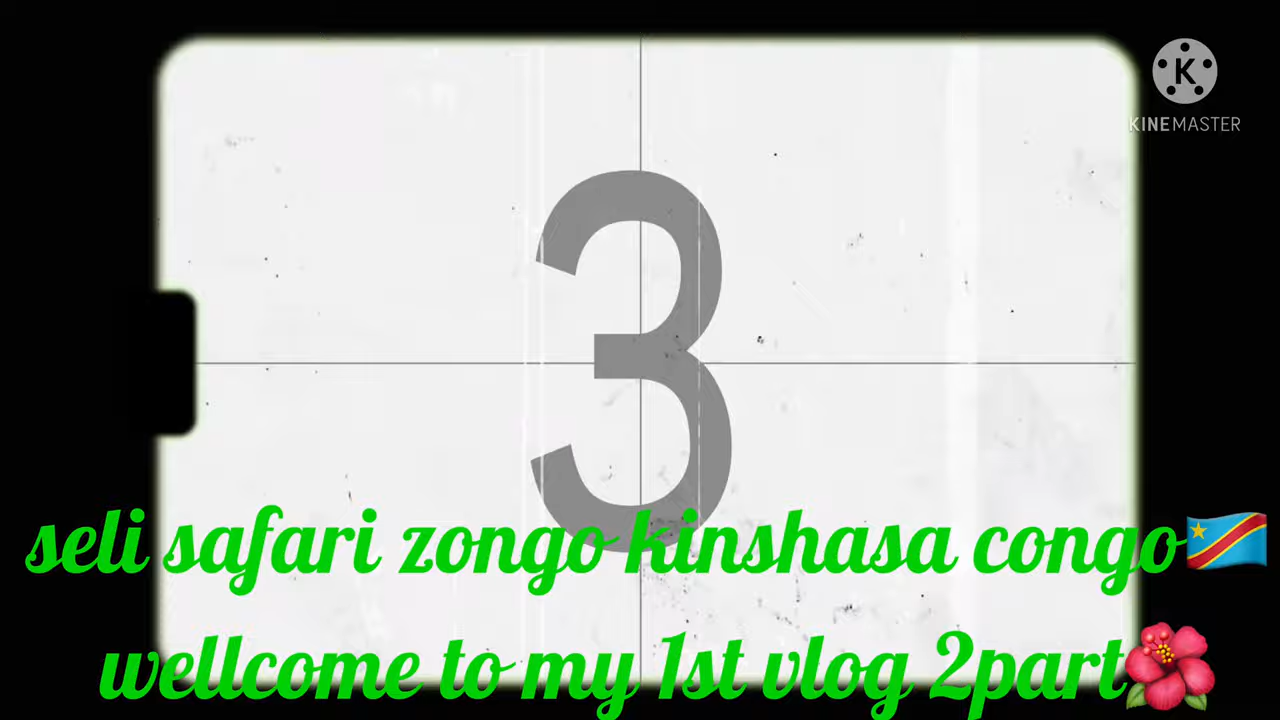 KINEMASTER
3
seli safari zongo kinshasa congo🇨🇩
wellcome to my 1st vlog 2part🌺